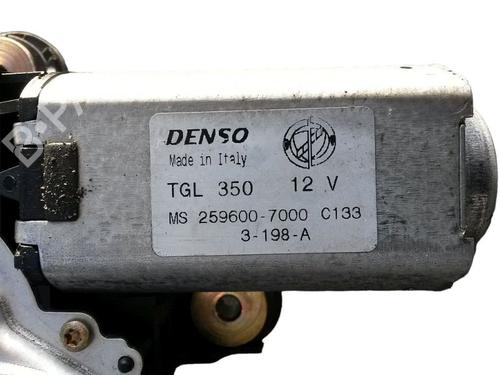 DENSO
Made in Italy
TGL 350 12 V
MS 259600-7000 C133
3-198-A